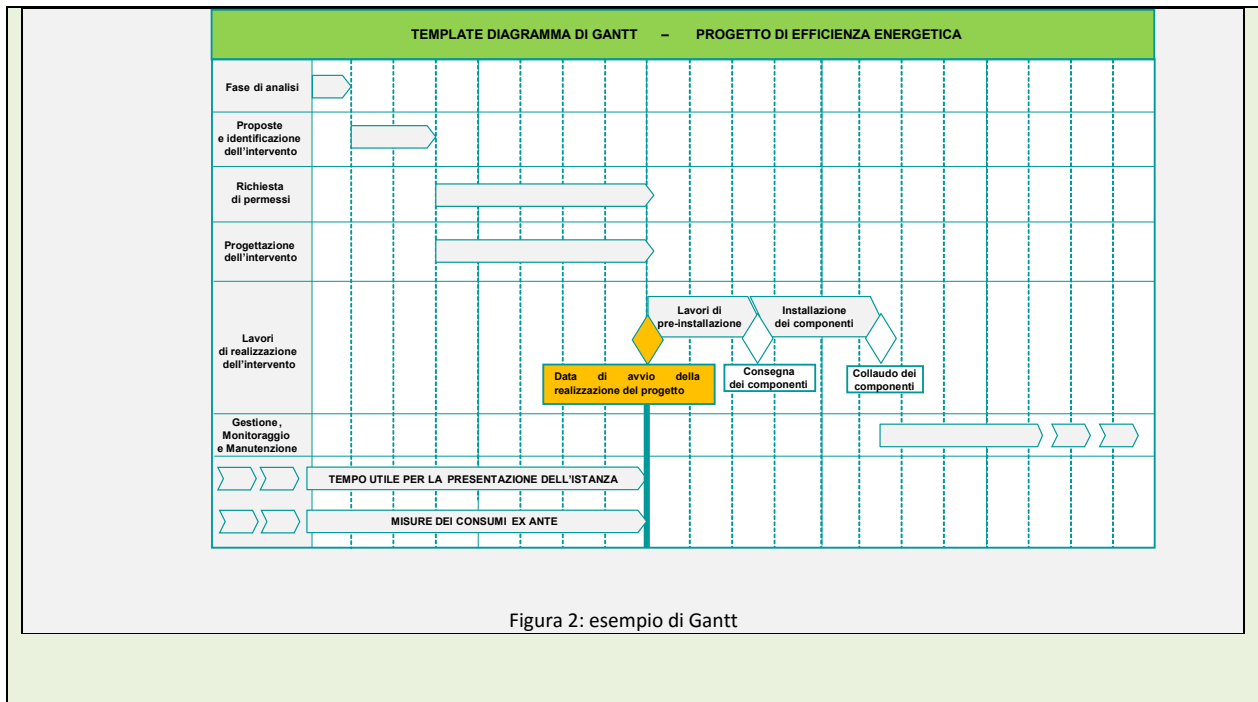 TEMPLATE DIAGRAMMA DI GANTT – PROGETTO DI EFFICIENZA ENERGETICA
Fase di analisi
Proposte
e identificazione
dell'intervento
Richiesta
di permessi
Progettazione
dell'intervento
Lavori
di realizzazione
dell'intervento
Lavori di
pre-installazione
Installazione
dei componenti
Data di avvio della
realizzazione del progetto
Consegna
dei componenti
Collaudo dei
componenti
Gestione,
Monitoraggio
e Manutenzione
TEMPO UTILE PER LA PRESENTAZIONE DELL'ISTANZA
MISURE DEI CONSUMI EX ANTE
Figura 2: esempio di Gantt